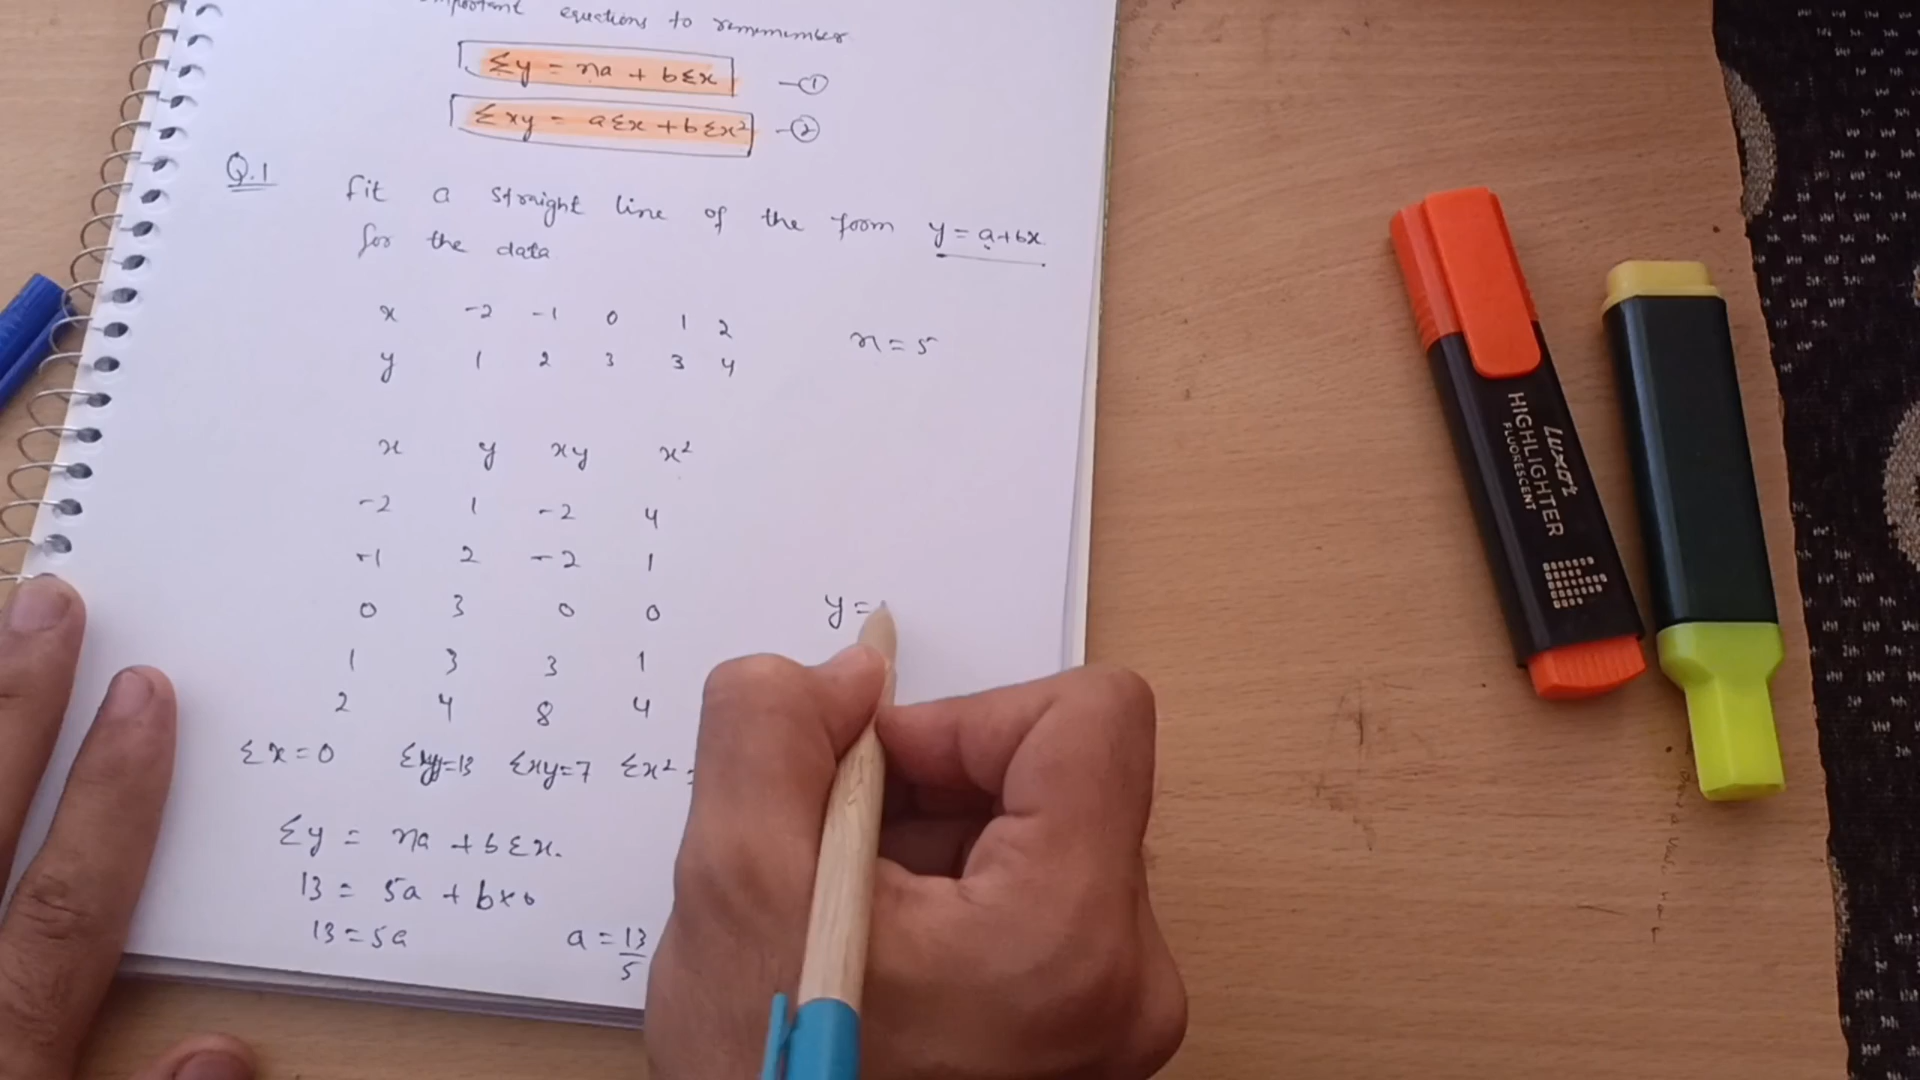 equations to rememember
Σy = na + bΣx —①
Σxy = aΣx + bΣx² —②
Q.1 fit a straight line of the form y = a+bx
for the data
x -2 -1 0 1 2
y 1 2 3 3 4
n = 5
x y xy x²
-2 1 -2 4
-1 2 -2 1
0 3 0 0
y =
1 3 3 1
2 4 8 4
Σx = 0 Σy=13 Σxy=7 Σx² =
Σy = na + bΣx.
13 = 5a + b×0
13 = 5a a = 13/5
Luxor
HIGHLIGHTER
FLUORESCENT